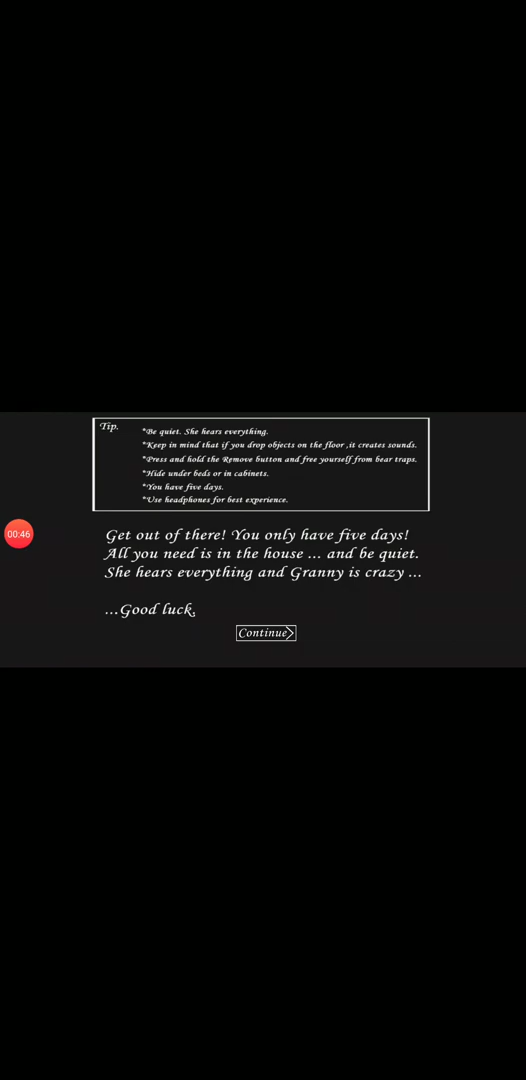 Tip.
*Be quiet. She hears everything.
*Keep in mind that if you drop objects on the floor ,it creates sounds.
*Press and hold the Remove button and free yourself from bear traps.
*Hide under beds or in cabinets.
*You have five days.
*Use headphones for best experience.
00:46
Get out of there! You only have five days!
All you need is in the house ... and be quiet.
She hears everything and Granny is crazy ...
...Good luck.
Continue